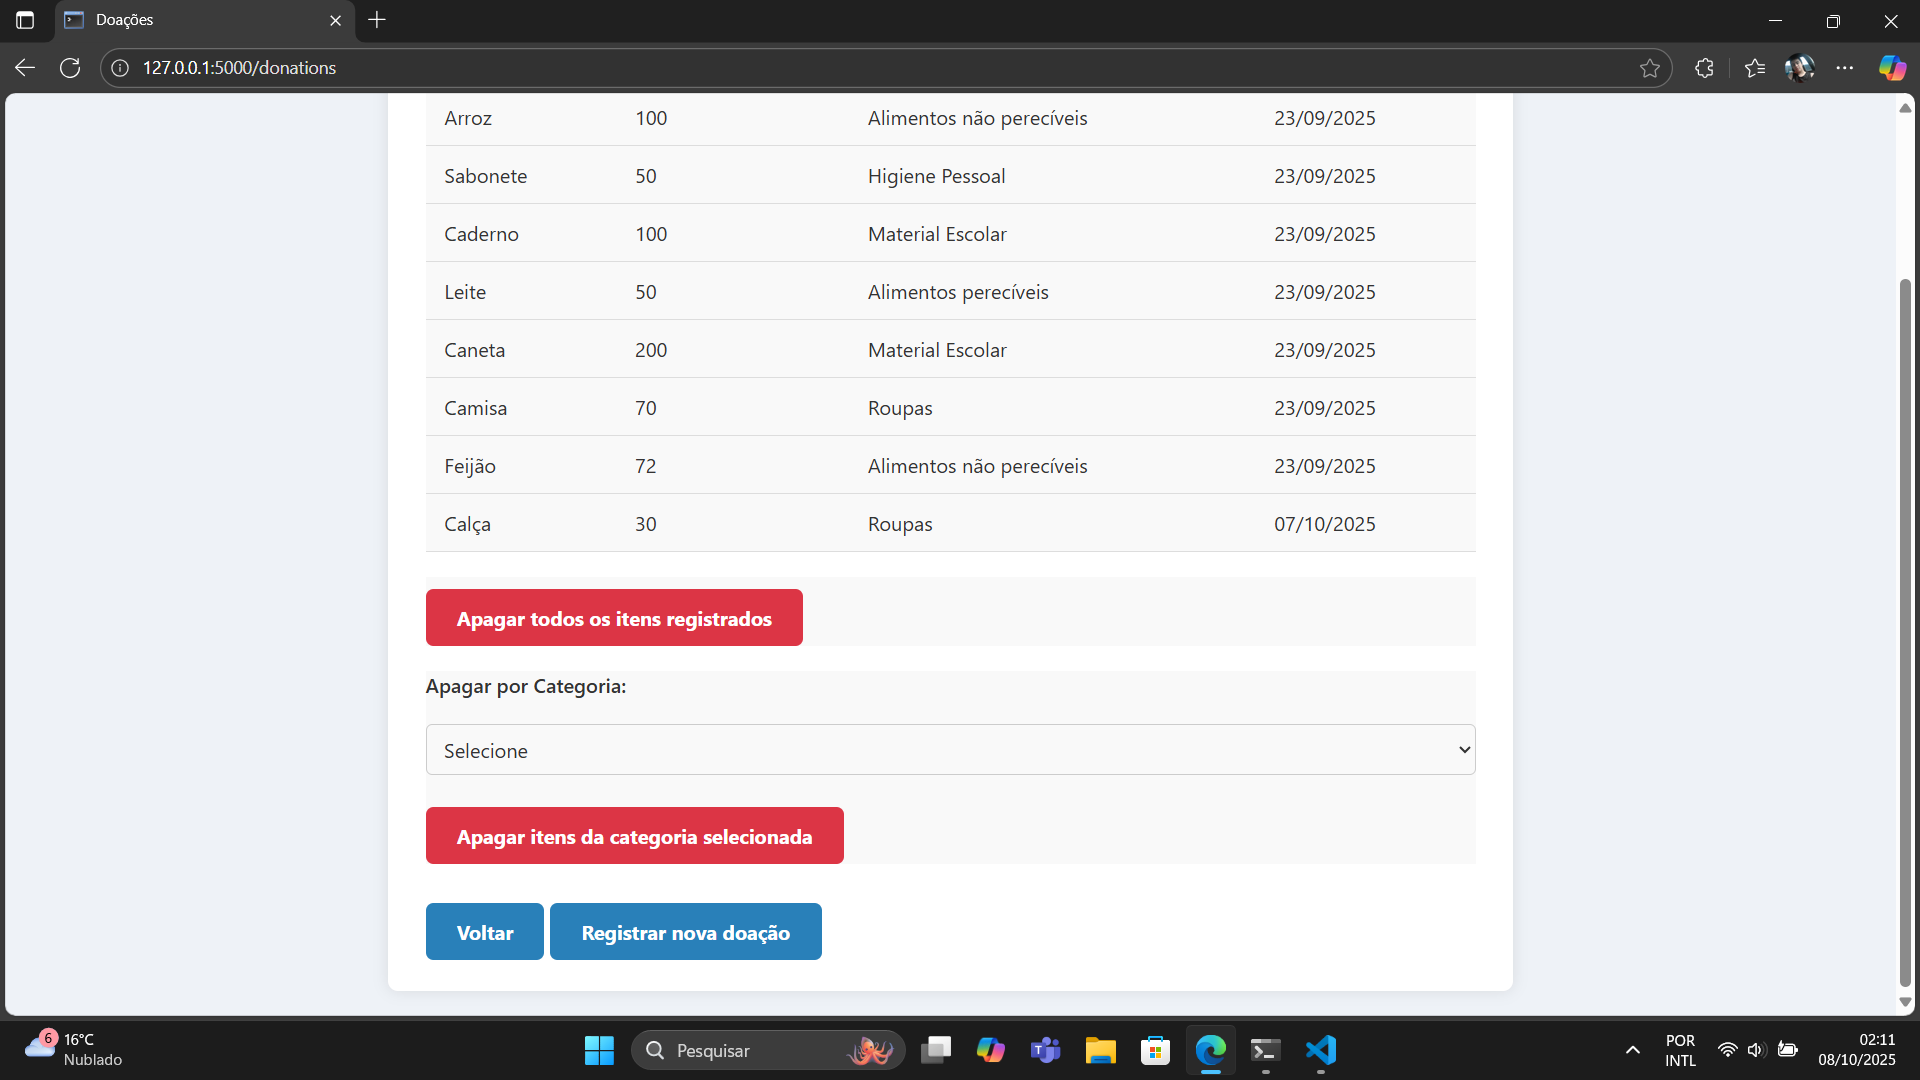 Doações
127.0.0.1:5000/donations
Arroz 100 Alimentos não perecíveis 23/09/2025
Sabonete 50 Higiene Pessoal 23/09/2025
Caderno 100 Material Escolar 23/09/2025
Leite 50 Alimentos perecíveis 23/09/2025
Caneta 200 Material Escolar 23/09/2025
Camisa 70 Roupas 23/09/2025
Feijão 72 Alimentos não perecíveis 23/09/2025
Calça 30 Roupas 07/10/2025
Apagar todos os itens registrados
Apagar por Categoria:
Selecione
Apagar itens da categoria selecionada
Voltar Registrar nova doação
6
16°C
Nublado
Pesquisar
POR
INTL
02:11
08/10/2025